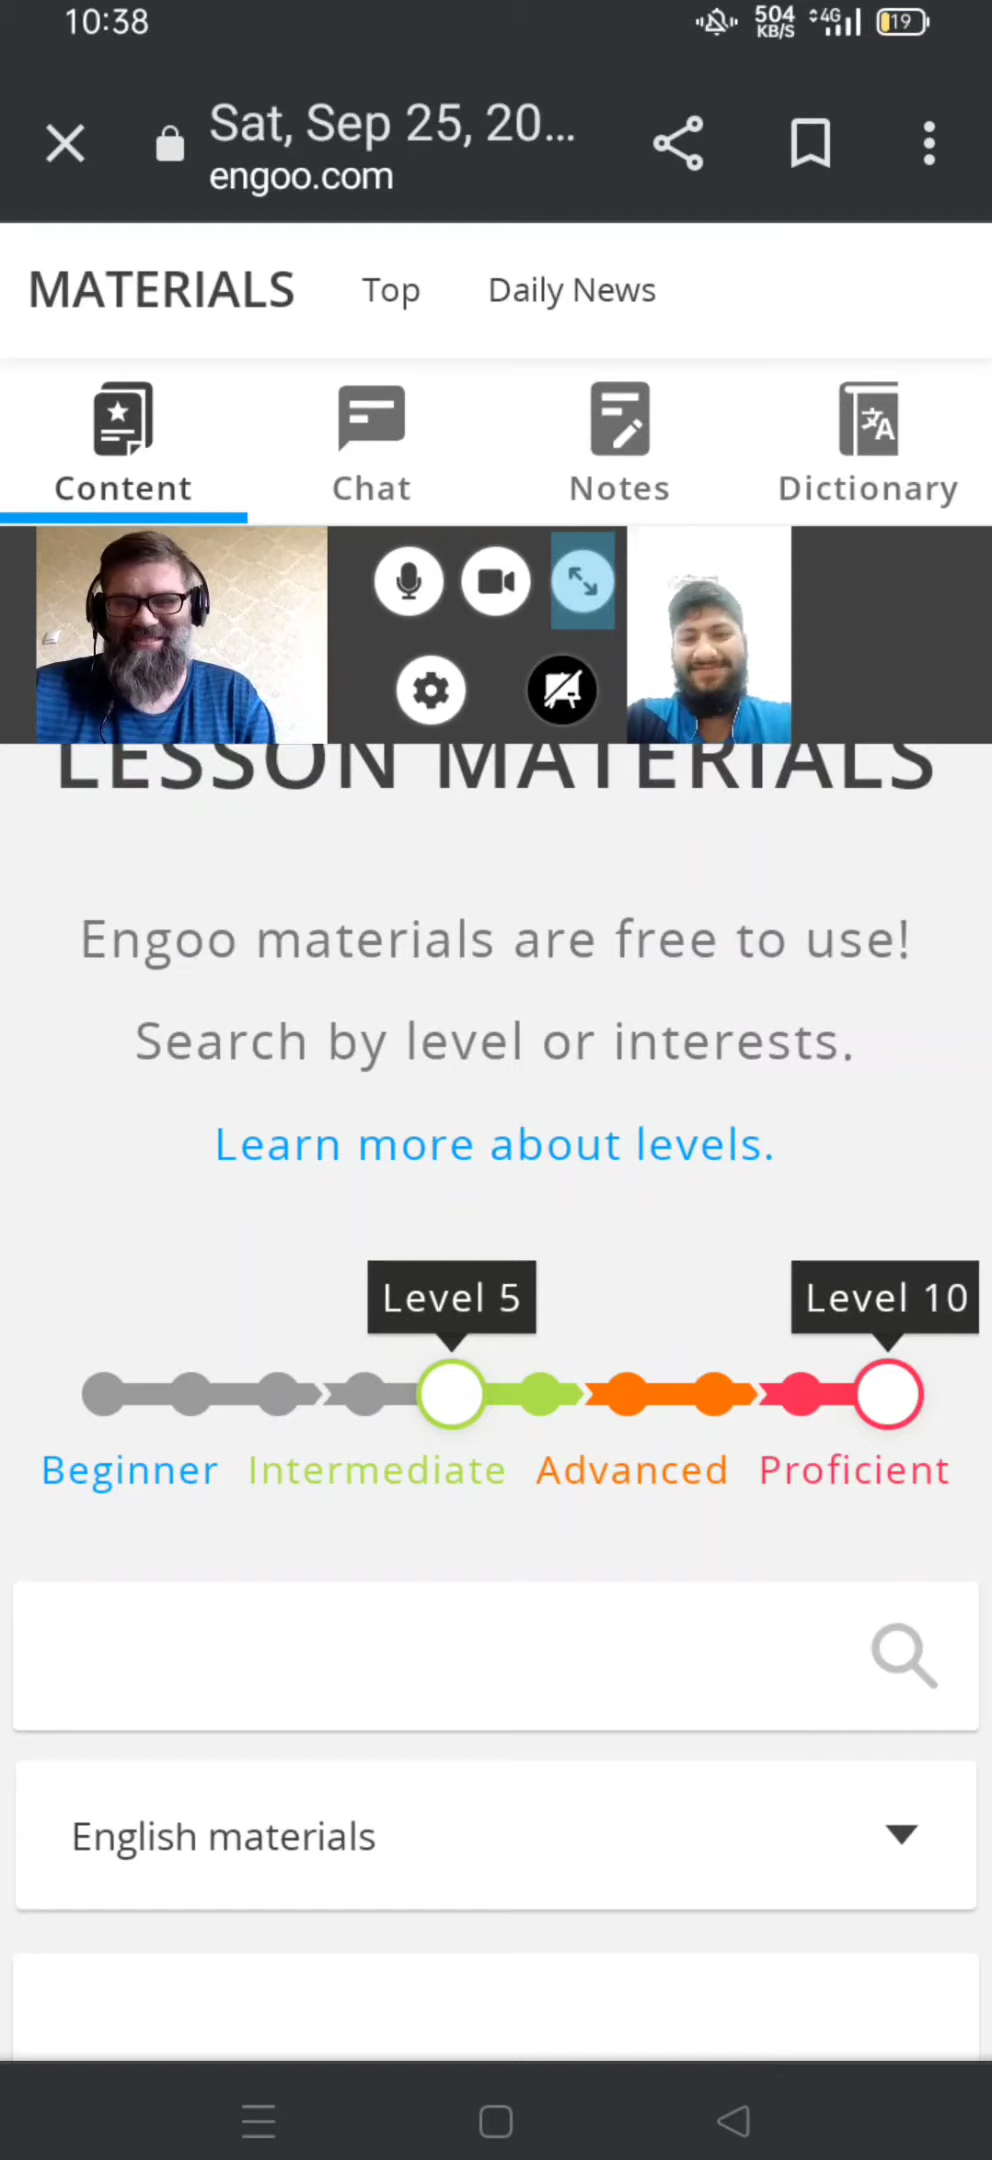 10:38
504
KB/S
4G
19
Sat, Sep 25, 20...
engoo.com
MATERIALS
Top
Daily News
Content
Chat
Notes
Dictionary
LESSON MATERIALS
Engoo materials are free to use!
Search by level or interests.
Learn more about levels.
Level 5
Level 10
Beginner
Intermediate
Advanced
Proficient
English materials